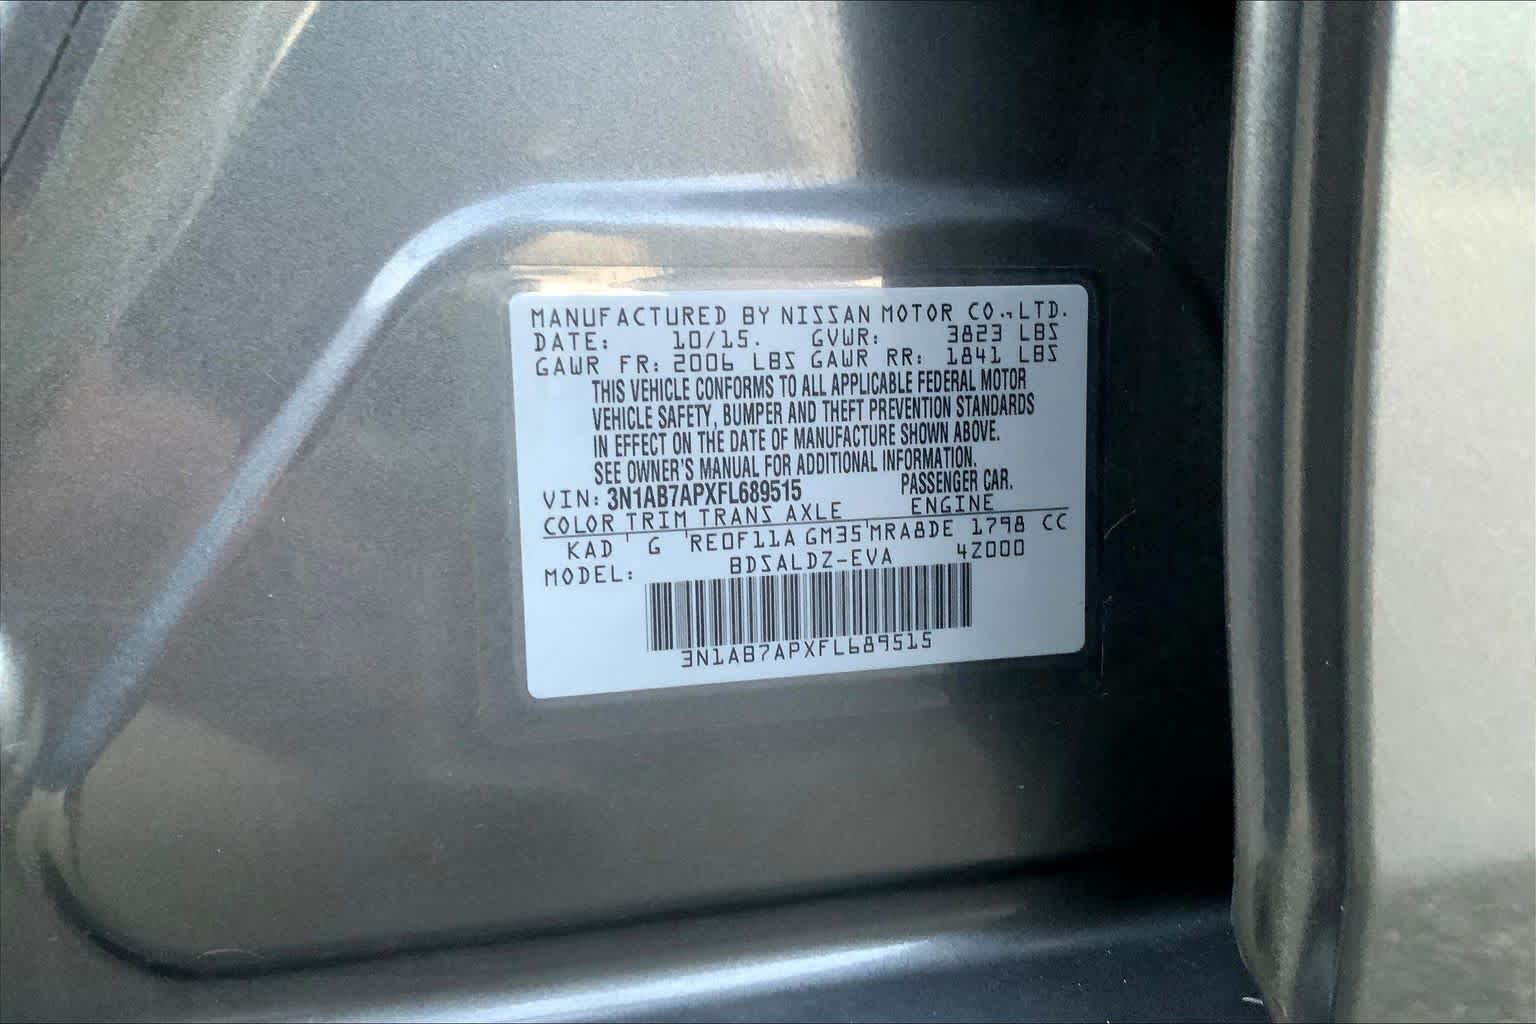 MANUFACTURED BY NISSAN MOTOR CO.,LTD.
DATE: 10/15. GVWR: 3823 LBS
GAWR FR: 2006 LBS GAWR RR: 1841 LBS
THIS VEHICLE CONFORMS TO ALL APPLICABLE FEDERAL MOTOR
VEHICLE SAFETY, BUMPER AND THEFT PREVENTION STANDARDS
IN EFFECT ON THE DATE OF MANUFACTURE SHOWN ABOVE.
SEE OWNER'S MANUAL FOR ADDITIONAL INFORMATION.
VIN: 3N1AB7APXFL689515 PASSENGER CAR.
COLOR TRIM TRANS AXLE ENGINE
KAD G RE0F11A GM35 MRA8DE 1798 CC
MODEL: BDSALDZ-EVA 4Z000
3N1AB7APXFL689515